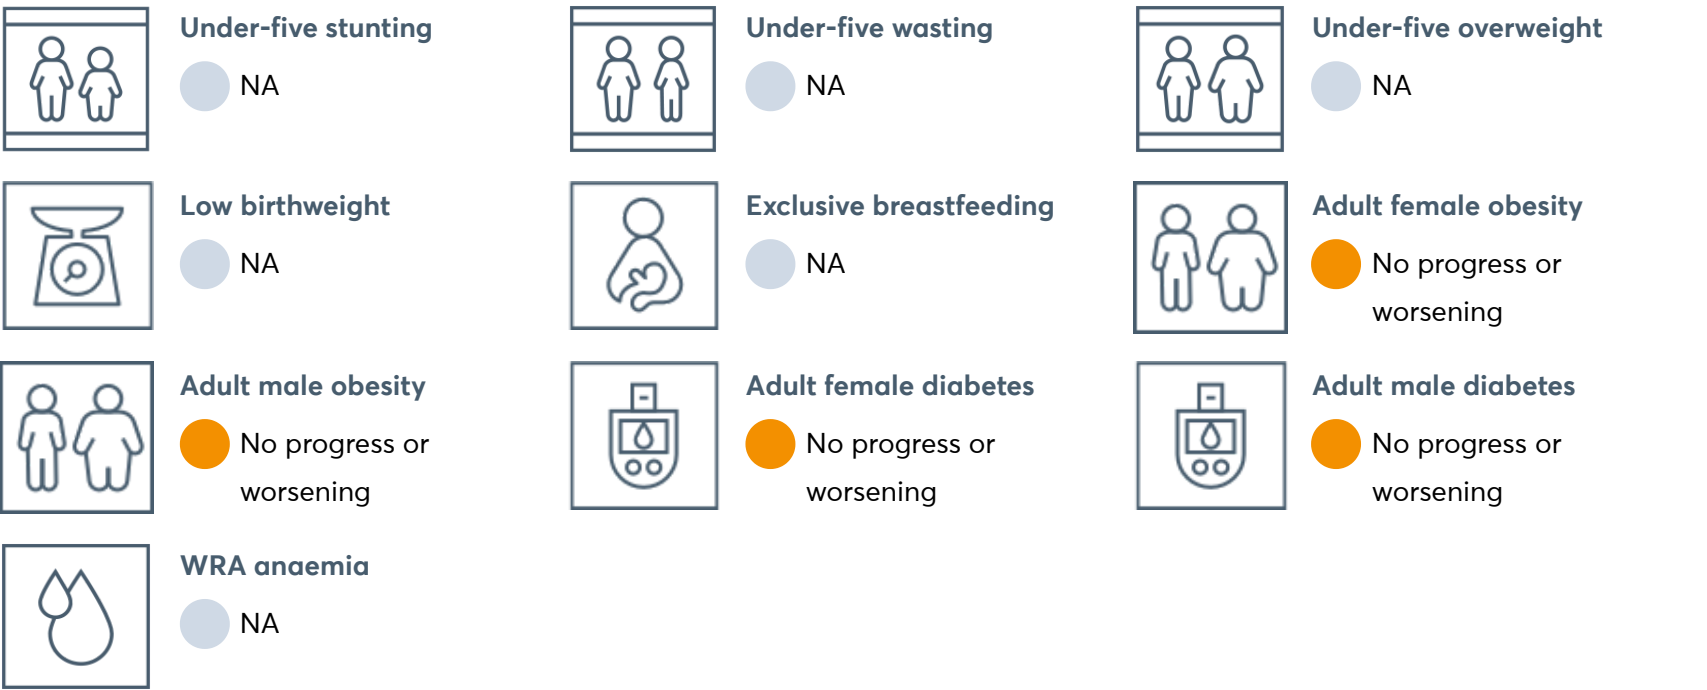 Under-five stunting
NA
Under-five wasting
NA
Under-five overweight
NA
Low birthweight
NA
Exclusive breastfeeding
NA
Adult female obesity
No progress or
worsening
Adult male obesity
No progress or
worsening
Adult female diabetes
No progress or
worsening
Adult male diabetes
No progress or
worsening
WRA anaemia
NA